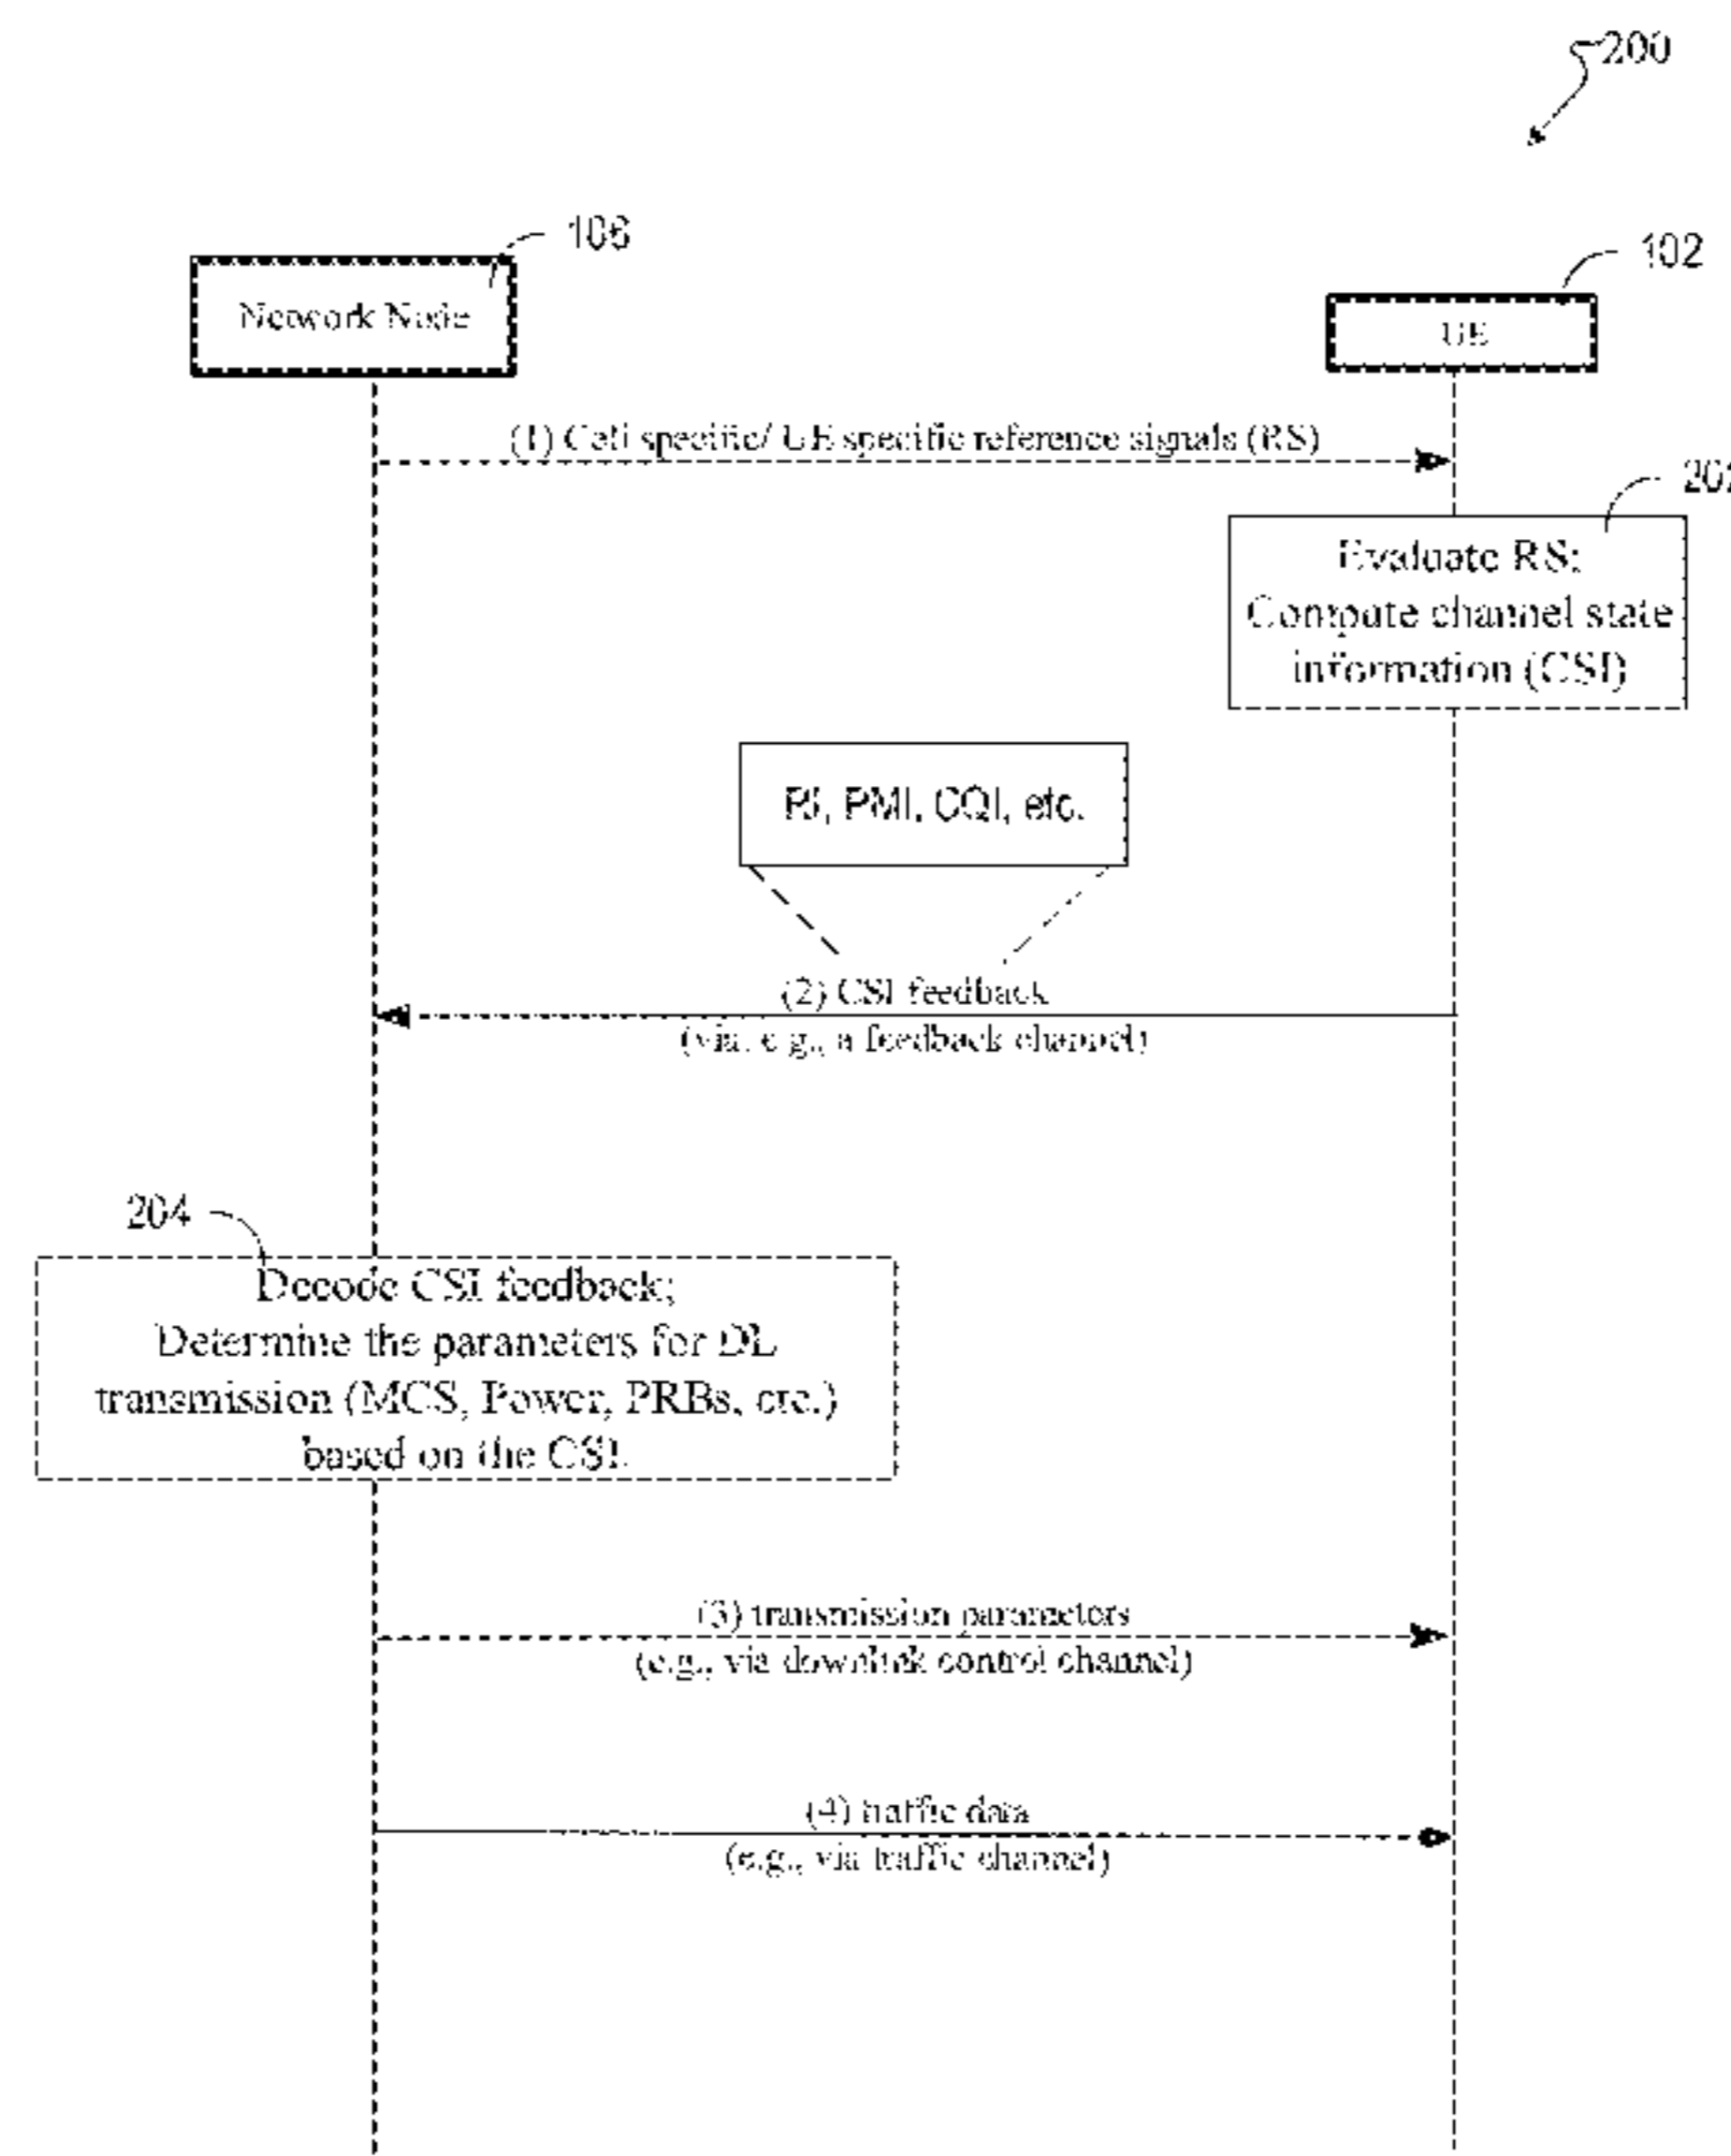 200
106
102
Network Node
UE
(1) Cell specific/ UE specific reference signals (RS)
Evaluate RS;
Compute channel state
information (CSI)
RI, PMI, CQI, etc.
(2) CSI feedback
(via, e.g., a feedback channel)
204
Decode CSI feedback;
Determine the parameters for DL
transmission (MCS, Power, PRBs, etc.)
based on the CSI.
(3) transmission parameters
(e.g., via downlink control channel)
(4) traffic data
(e.g., via traffic channel)